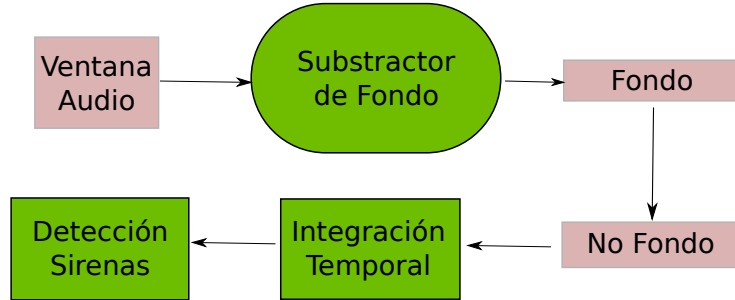 Ventana
Audio
Substractor
de Fondo
Fondo
No Fondo
Integración
Temporal
Detección
Sirenas